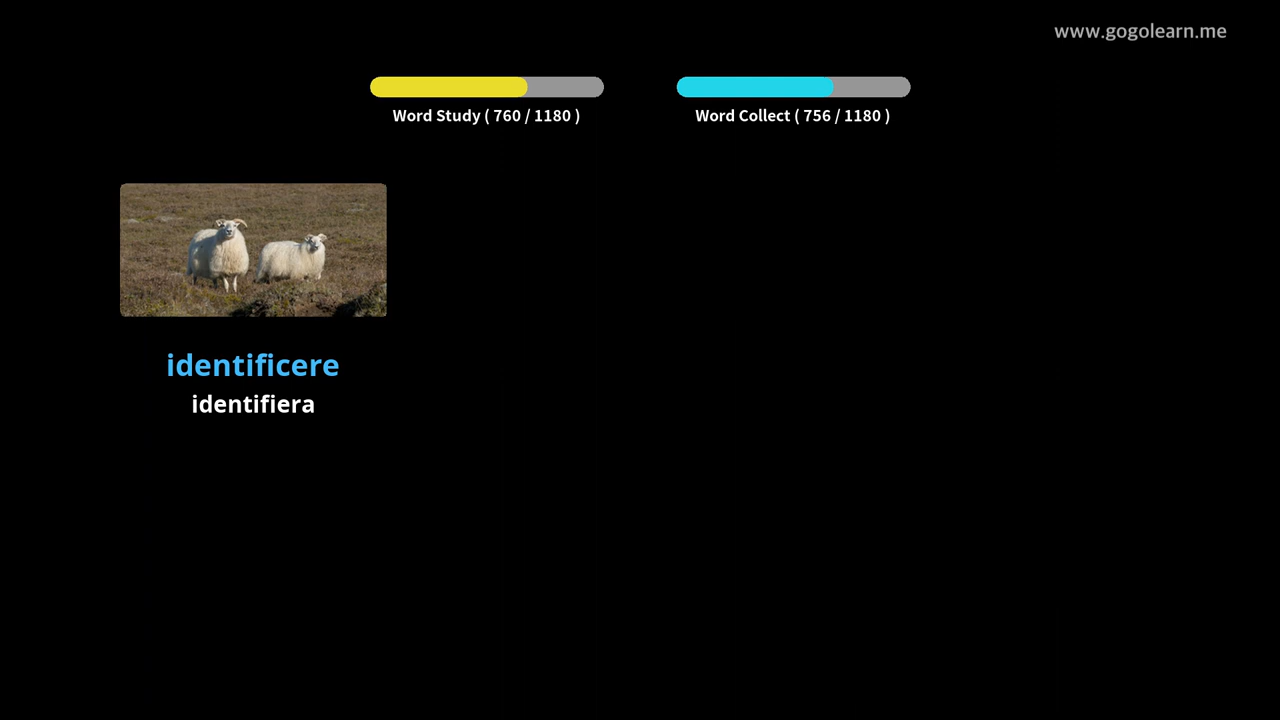 www.gogolearn.me
Word Study ( 760 / 1180 )
Word Collect ( 756 / 1180 )
identificere
identifiera